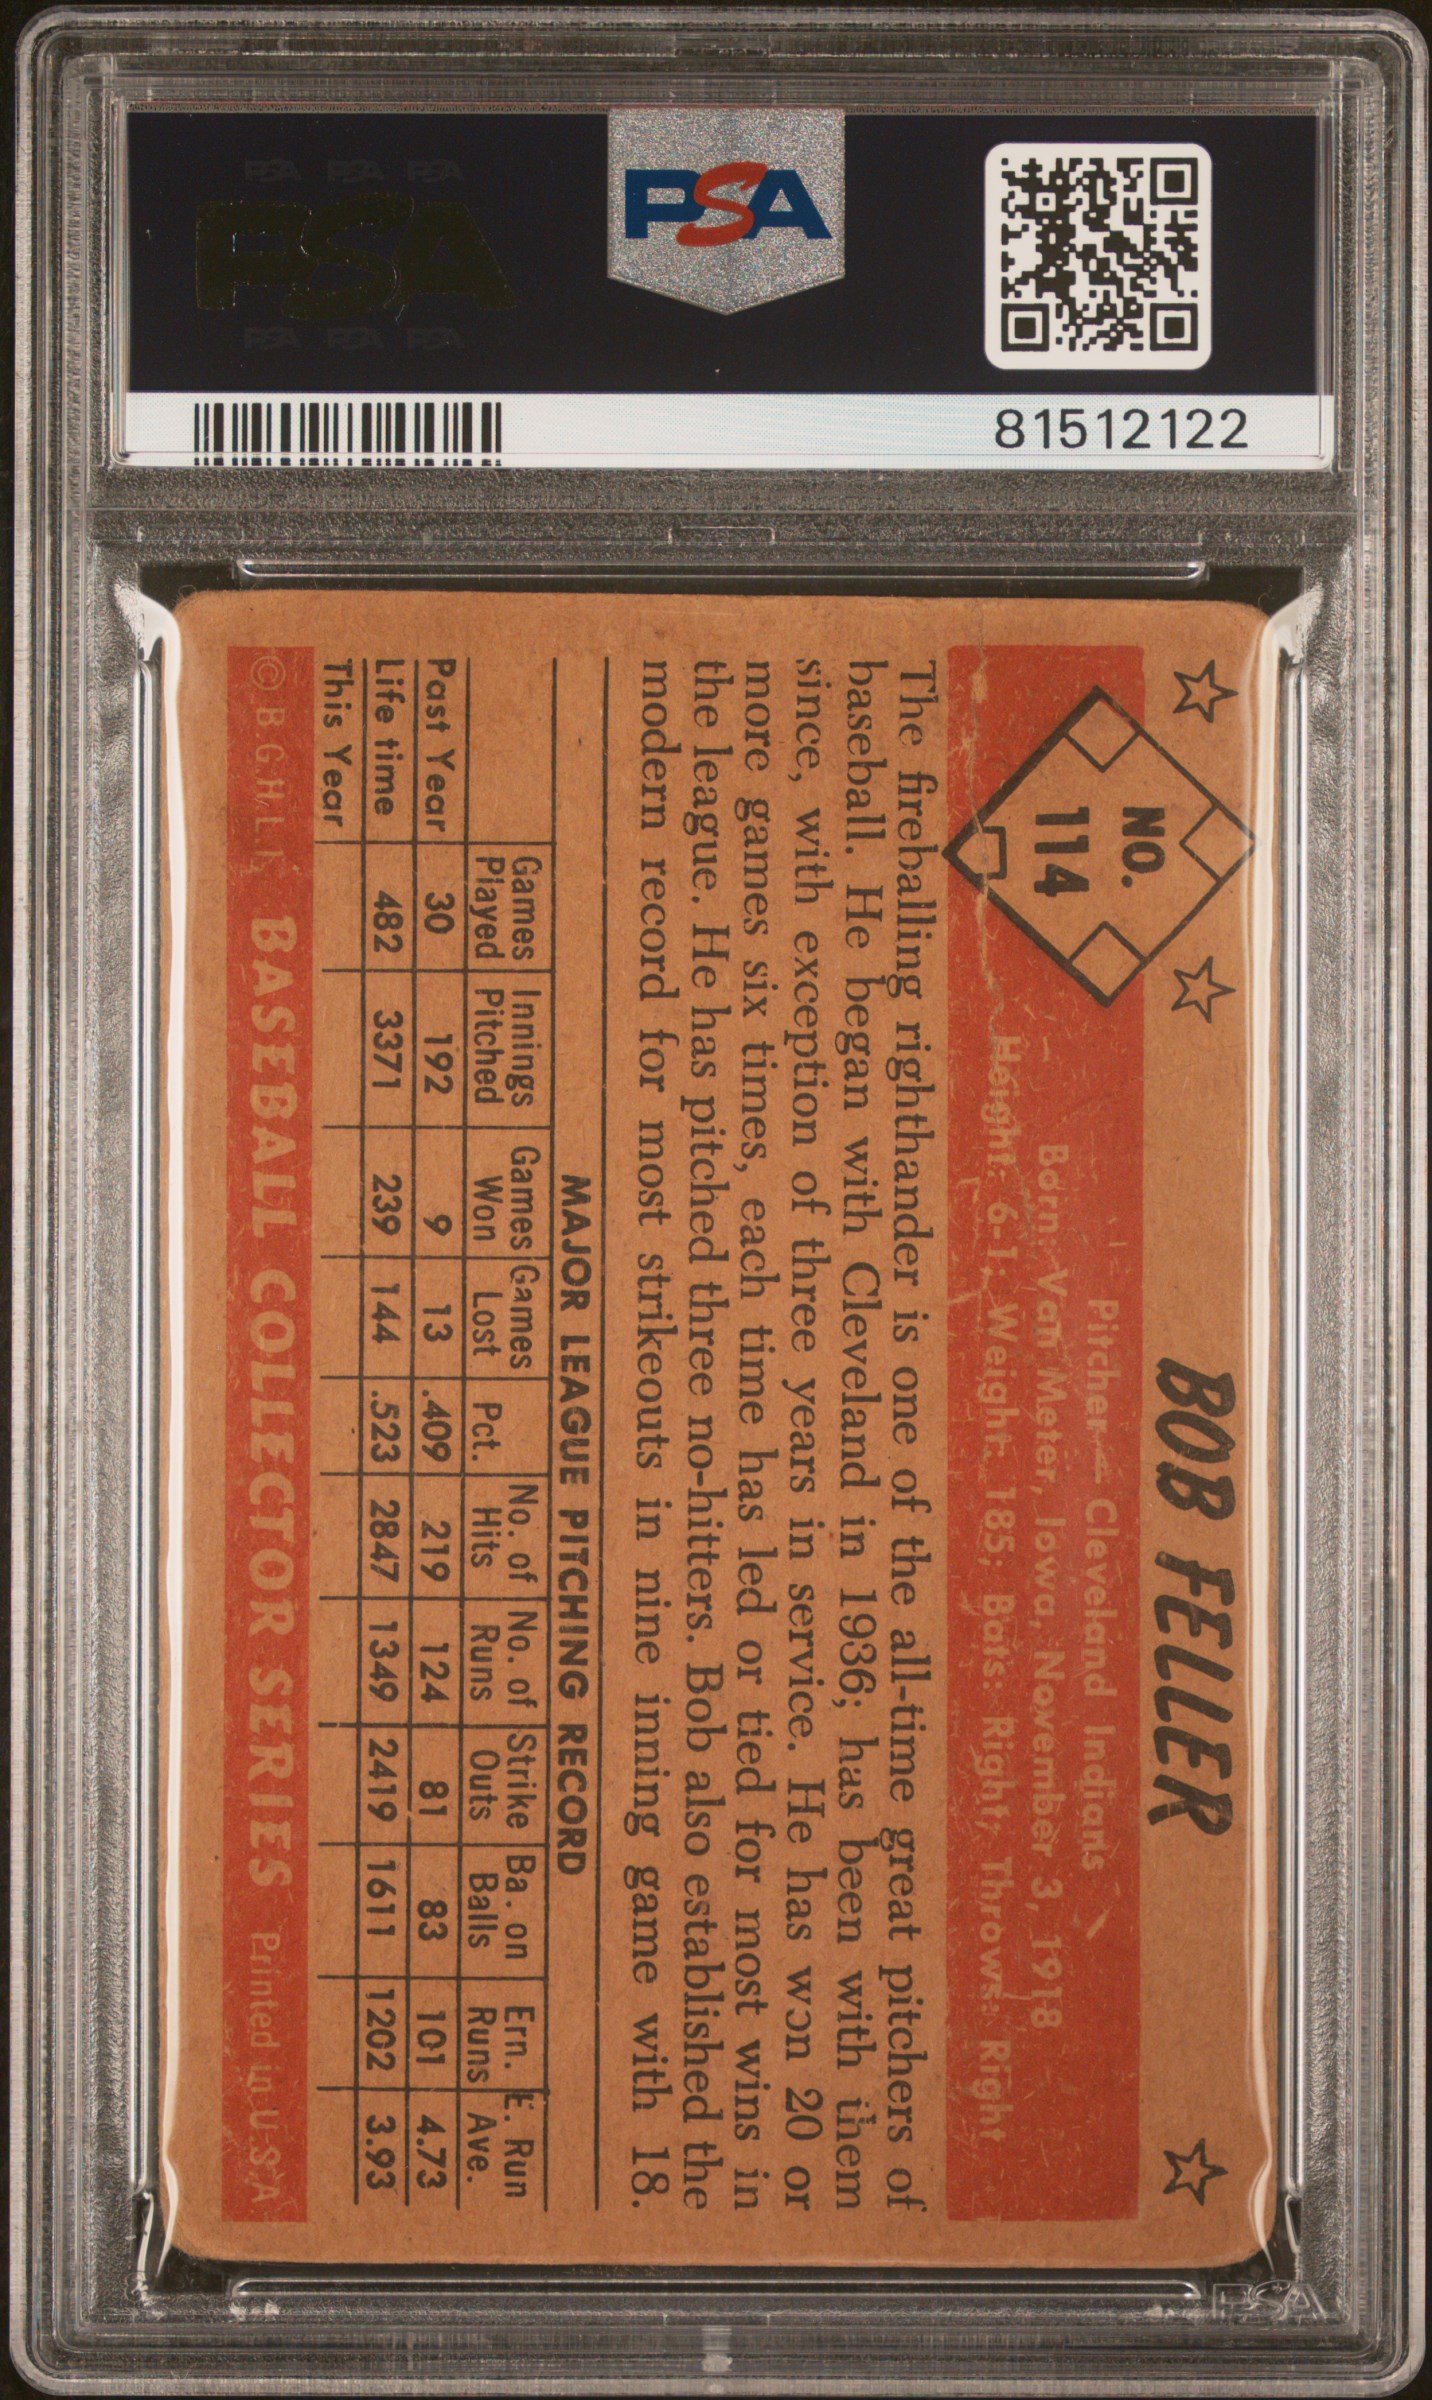 PSA PSA PSA
PSA
PSA PSA PSA
PSA
81512122
NO.
114
BOB FELLER
Pitcher — Cleveland Indians
Born: Van Meter, Iowa, November 3, 1918
Height: 6-1; Weight: 185; Bats: Right; Throws: Right
The fireballing righthander is one of the all-time great pitchers of
baseball. He began with Cleveland in 1936; has been with them
since, with exception of three years in service. He has won 20 or
more games six times, each time has led or tied for most wins in
the league. He has pitched three no-hitters. Bob also established the
modern record for most strikeouts in nine inning game with 18.
MAJOR LEAGUE PITCHING RECORD
Games Innings Games Games No. of No. of Strike Ba. on Ern. E. Run
Played Pitched Won Lost Pct. Hits Runs Outs Balls Runs Ave.
Past Year 30 192 9 13 .409 219 124 81 83 101 4.73
Life time 482 3371 239 144 .523 2847 1349 2419 1611 1202 3.93
This Year
© B.G.H.L.I. BASEBALL COLLECTOR SERIES Printed in U-S-A
PSA